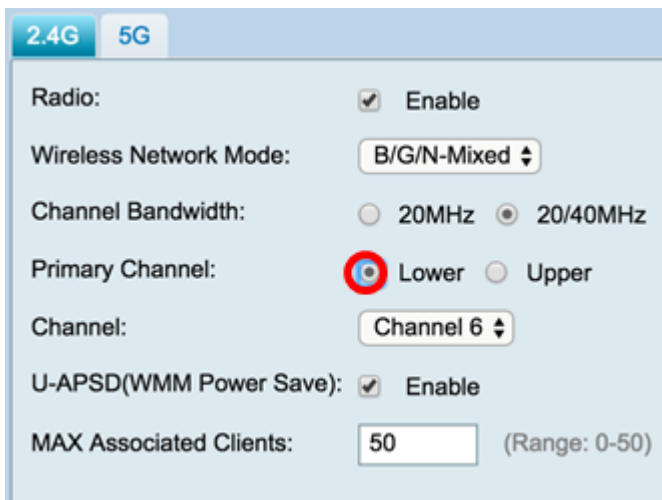 2.4G 5G
Radio: Enable
Wireless Network Mode: B/G/N-Mixed
Channel Bandwidth: 20MHz 20/40MHz
Primary Channel: Lower Upper
Channel: Channel 6
U-APSD(WMM Power Save): Enable
MAX Associated Clients: 50 (Range: 0-50)